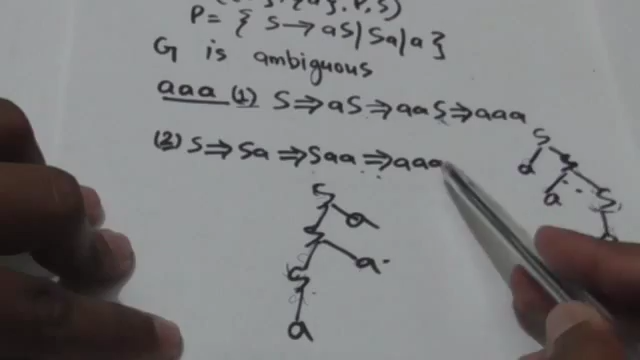 P = { S → aS | Sa | a }
G is ambiguous
aaa (1) S ⇒ aS ⇒ aaS ⇒ aaa
(2) S ⇒ Sa ⇒ Saa ⇒ aaa
S
a S
a S
a
S
S a
S a
a